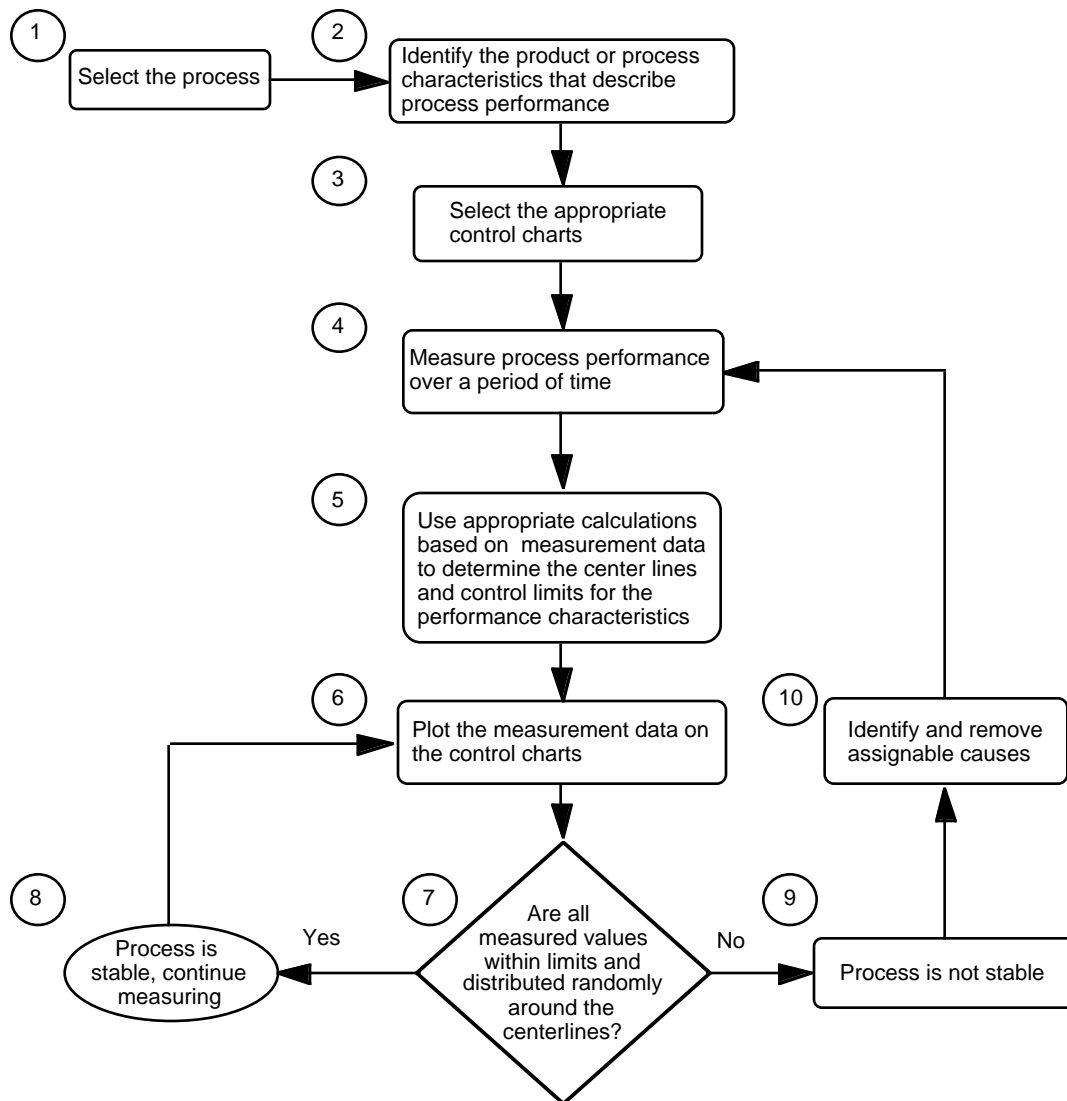 1
Select the process
2
Identify the product or process
characteristics that describe
process performance
3
Select the appropriate
control charts
4
Measure process performance
over a period of time
5
Use appropriate calculations
based on  measurement data
to determine the center lines
and control limits for the
performance characteristics
6
Plot the measurement data on
the control charts
7
Are all
measured values
within limits and
distributed randomly
around the
centerlines?
Yes
8
Process is
stable, continue
measuring
No
9
Process is not stable
10
Identify and remove
assignable causes